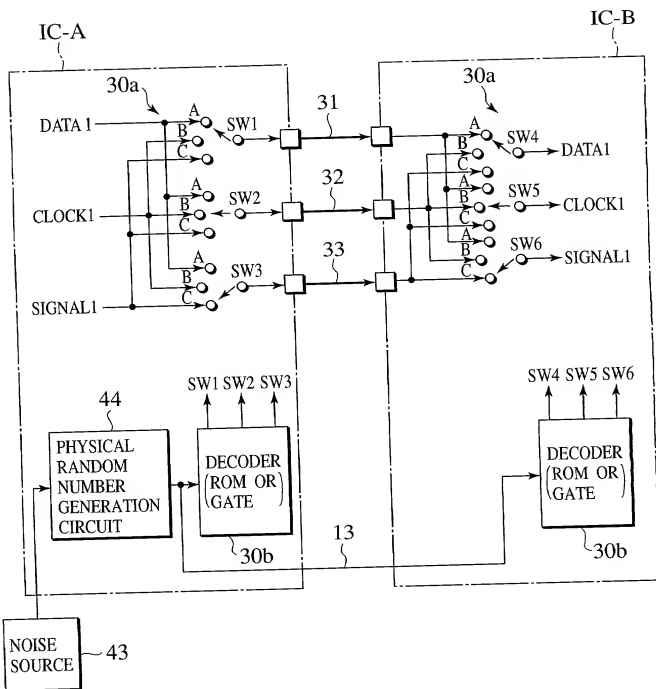 IC-A
IC-B
30a
30a
31
DATA1
A
B
C
SW1
A
B
C
SW4
DATA1
32
CLOCK1
A
B
C
SW2
A
B
C
SW5
CLOCK1
33
SIGNAL1
A
B
C
SW3
A
B
C
SW6
SIGNAL1
44
SW1 SW2 SW3
SW4 SW5 SW6
PHYSICAL
RANDOM
NUMBER
GENERATION
CIRCUIT
DECODER
(ROM OR)
GATE
DECODER
(ROM OR)
GATE
30b
13
30b
NOISE
SOURCE
43